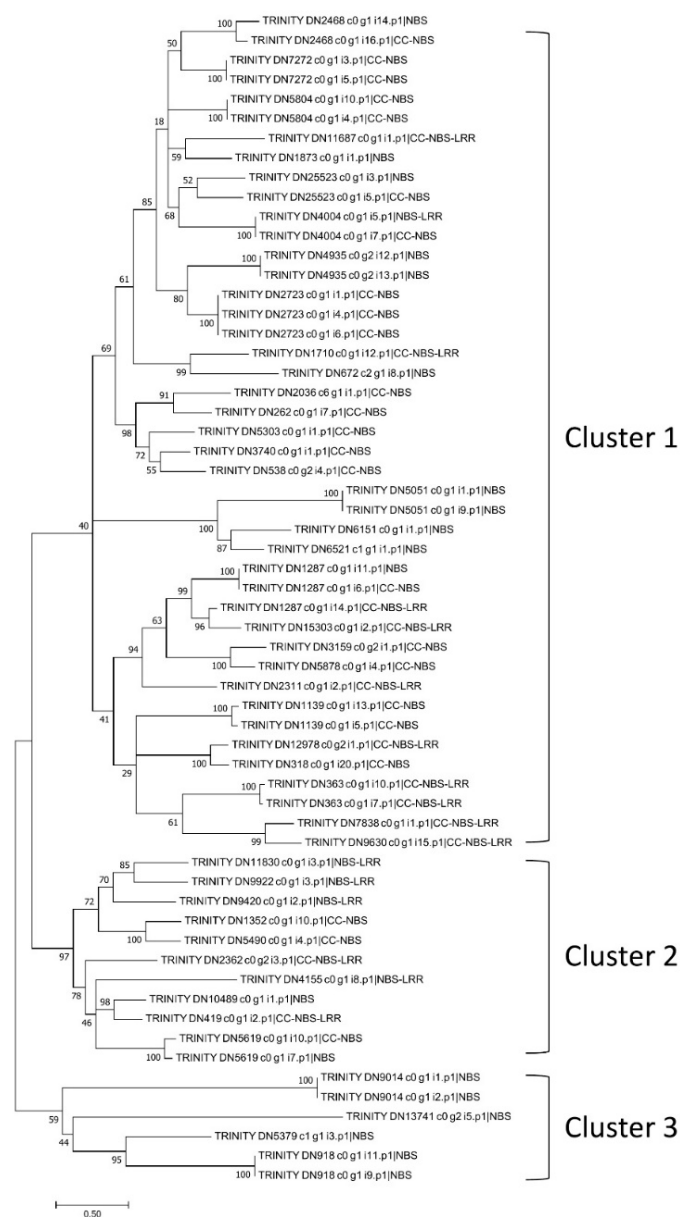 TRINITY DN2468 c0 g1 i14.p1|NBS
TRINITY DN2468 c0 g1 i16.p1|CC-NBS
TRINITY DN7272 c0 g1 i3.p1|CC-NBS
TRINITY DN7272 c0 g1 i5.p1|CC-NBS
TRINITY DN5804 c0 g1 i10.p1|CC-NBS
TRINITY DN5804 c0 g1 i4.p1|CC-NBS
TRINITY DN11687 c0 g1 i1.p1|CC-NBS-LRR
TRINITY DN1873 c0 g1 i1.p1|NBS
TRINITY DN25523 c0 g1 i3.p1|NBS
TRINITY DN25523 c0 g1 i5.p1|CC-NBS
TRINITY DN4004 c0 g1 i5.p1|NBS-LRR
TRINITY DN4004 c0 g1 i7.p1|CC-NBS
TRINITY DN4935 c0 g2 i12.p1|NBS
TRINITY DN4935 c0 g2 i13.p1|NBS
TRINITY DN2723 c0 g1 i1.p1|CC-NBS
TRINITY DN2723 c0 g1 i4.p1|CC-NBS
TRINITY DN2723 c0 g1 i6.p1|CC-NBS
TRINITY DN1710 c0 g1 i12.p1|CC-NBS-LRR
TRINITY DN672 c2 g1 i8.p1|NBS
TRINITY DN2036 c6 g1 i1.p1|CC-NBS
TRINITY DN262 c0 g1 i7.p1|CC-NBS
TRINITY DN5303 c0 g1 i1.p1|CC-NBS
TRINITY DN3740 c0 g1 i1.p1|CC-NBS
TRINITY DN538 c0 g2 i4.p1|CC-NBS
TRINITY DN5051 c0 g1 i1.p1|NBS
TRINITY DN5051 c0 g1 i9.p1|NBS
TRINITY DN6151 c0 g1 i1.p1|NBS
TRINITY DN6521 c1 g1 i1.p1|NBS
TRINITY DN1287 c0 g1 i11.p1|NBS
TRINITY DN1287 c0 g1 i6.p1|CC-NBS
TRINITY DN1287 c0 g1 i14.p1|CC-NBS-LRR
TRINITY DN15303 c0 g1 i2.p1|CC-NBS-LRR
TRINITY DN3159 c0 g2 i1.p1|CC-NBS
TRINITY DN5878 c0 g1 i4.p1|CC-NBS
TRINITY DN2311 c0 g1 i2.p1|CC-NBS-LRR
TRINITY DN1139 c0 g1 i13.p1|CC-NBS
TRINITY DN1139 c0 g1 i5.p1|CC-NBS
TRINITY DN12978 c0 g2 i1.p1|CC-NBS-LRR
TRINITY DN318 c0 g1 i20.p1|CC-NBS
TRINITY DN363 c0 g1 i10.p1|CC-NBS-LRR
TRINITY DN363 c0 g1 i7.p1|CC-NBS-LRR
TRINITY DN7838 c0 g1 i1.p1|CC-NBS-LRR
TRINITY DN9630 c0 g1 i15.p1|CC-NBS-LRR
TRINITY DN11830 c0 g1 i3.p1|NBS-LRR
TRINITY DN9922 c0 g1 i3.p1|NBS-LRR
TRINITY DN9420 c0 g1 i2.p1|NBS-LRR
TRINITY DN1352 c0 g1 i10.p1|CC-NBS
TRINITY DN5490 c0 g1 i4.p1|CC-NBS
TRINITY DN2362 c0 g2 i3.p1|CC-NBS-LRR
TRINITY DN4155 c0 g1 i8.p1|NBS-LRR
TRINITY DN10489 c0 g1 i1.p1|NBS
TRINITY DN419 c0 g1 i2.p1|CC-NBS-LRR
TRINITY DN5619 c0 g1 i10.p1|CC-NBS
TRINITY DN5619 c0 g1 i7.p1|NBS
TRINITY DN9014 c0 g1 i1.p1|NBS
TRINITY DN9014 c0 g1 i2.p1|NBS
TRINITY DN13741 c0 g2 i5.p1|NBS
TRINITY DN5379 c1 g1 i3.p1|NBS
TRINITY DN918 c0 g1 i11.p1|NBS
TRINITY DN918 c0 g1 i9.p1|NBS
Cluster 1
Cluster 2
Cluster 3
100
50
100
100
18
59
52
68
100
85
100
80
100
61
99
69
91
98
72
55
100
40
100
87
100
99
63
96
94
100
41
100
100
29
100
61
99
85
70
72
100
97
78
98
46
100
100
59
44
95
100
0.50